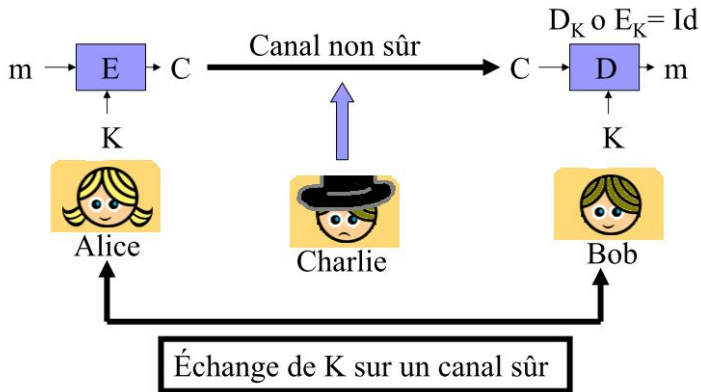 D_K o E_K = Id
Canal non sûr
m E C C D m
K K
Alice Charlie Bob
Échange de K sur un canal sûr